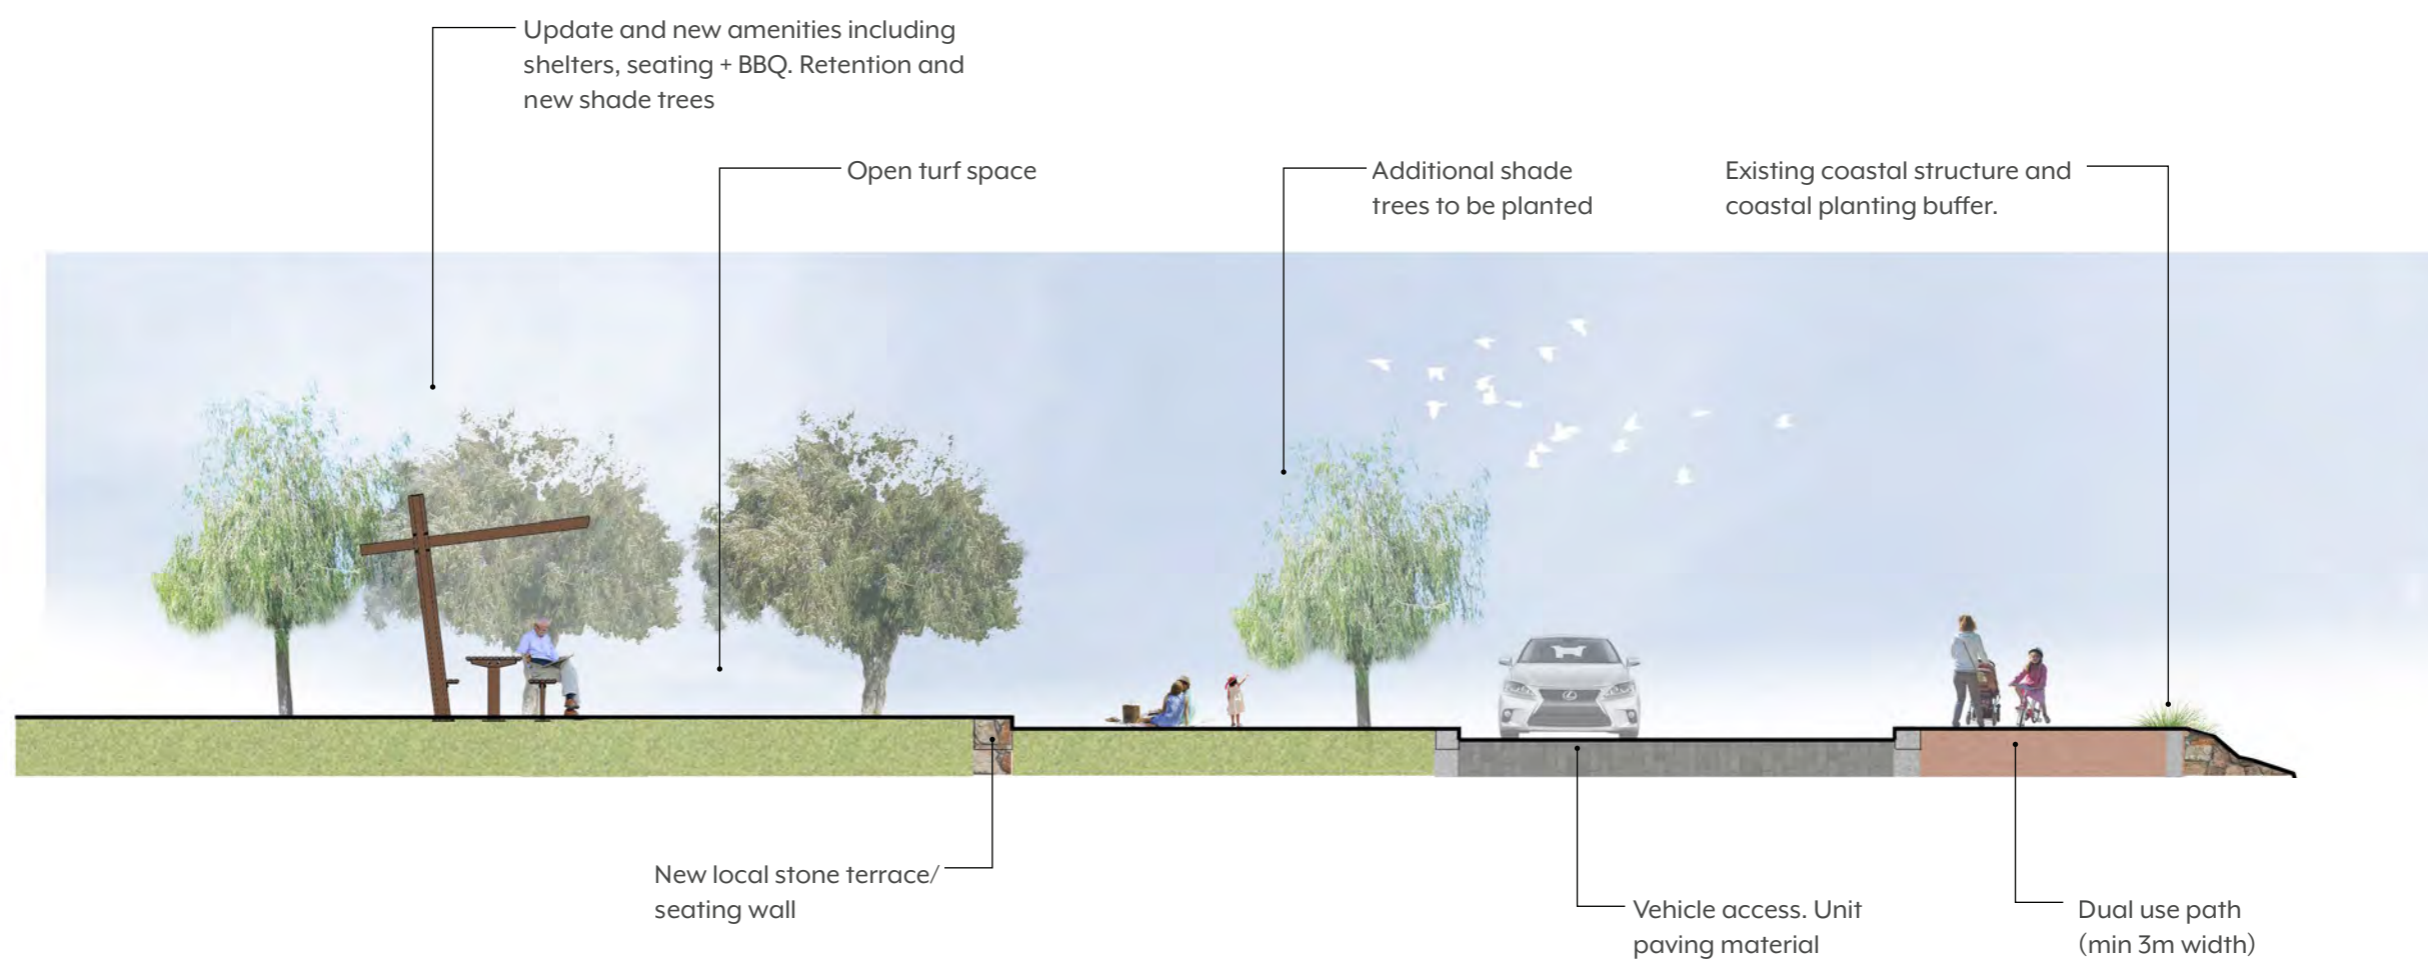 Update and new amenities including
shelters, seating + BBQ. Retention and
new shade trees
Open turf space
Additional shade
trees to be planted
Existing coastal structure and
coastal planting buffer.
New local stone terrace/
seating wall
Vehicle access. Unit
paving material
Dual use path
(min 3m width)